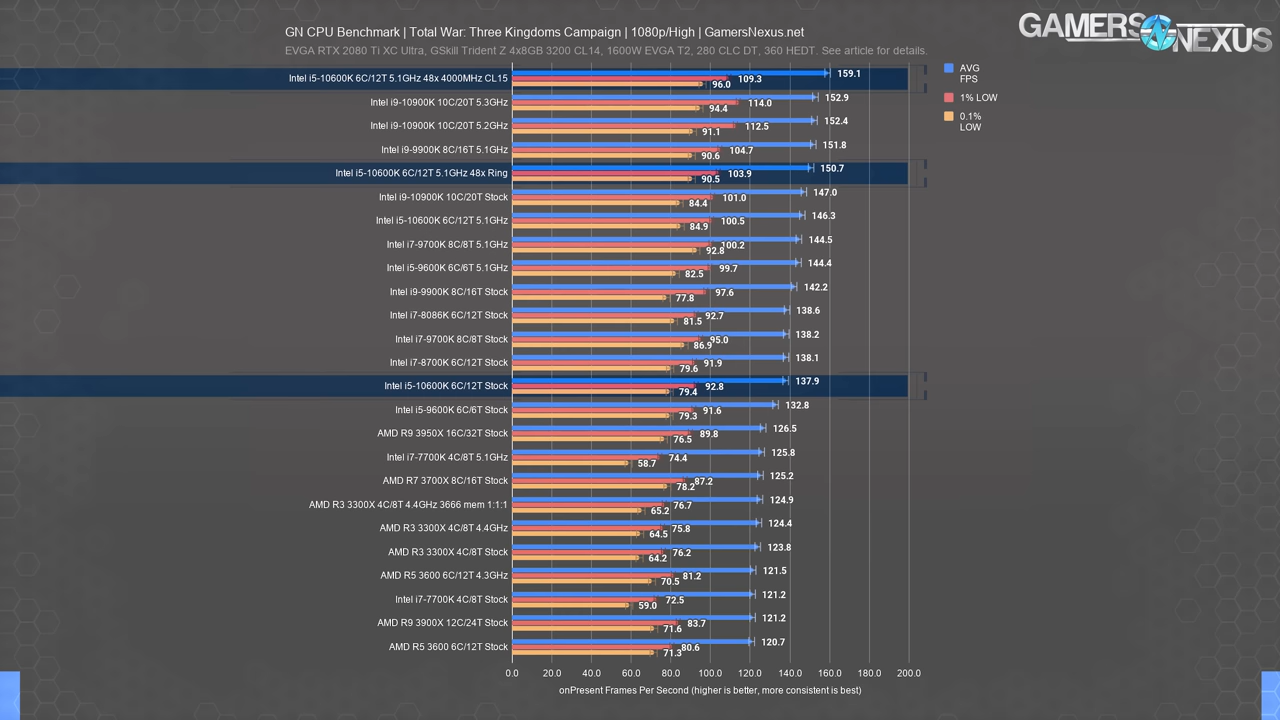 GN CPU Benchmark | Total War: Three Kingdoms Campaign | 1080p/High | GamersNexus.net
EVGA RTX 2080 Ti XC Ultra, GSkill Trident Z 4x8GB 3200 CL14, 1600W EVGA T2, 280 CLC DT, 360 HEDT. See article for details.
GAMERS NEXUS
AVG FPS
1% LOW
0.1% LOW
Intel i5-10600K 6C/12T 5.1GHz 48x 4000MHz CL15 159.1 109.3 96.0
Intel i9-10900K 10C/20T 5.3GHz 152.9 114.0 94.4
Intel i9-10900K 10C/20T 5.2GHz 152.4 112.5 91.1
Intel i9-9900K 8C/16T 5.1GHz 151.8 104.7 90.6
Intel i5-10600K 6C/12T 5.1GHz 48x Ring 150.7 103.9 90.5
Intel i9-10900K 10C/20T Stock 147.0 101.0 84.4
Intel i5-10600K 6C/12T 5.1GHz 146.3 100.5 84.9
Intel i7-9700K 8C/8T 5.1GHz 144.5 100.2 92.8
Intel i5-9600K 6C/6T 5.1GHz 144.4 99.7 82.5
Intel i9-9900K 8C/16T Stock 142.2 97.6 77.8
Intel i7-8086K 6C/12T Stock 138.6 92.7 81.5
Intel i7-9700K 8C/8T Stock 138.2 95.0 86.9
Intel i7-8700K 6C/12T Stock 138.1 91.9 79.6
Intel i5-10600K 6C/12T Stock 137.9 92.8 79.4
Intel i5-9600K 6C/6T Stock 132.8 91.6 79.3
AMD R9 3950X 16C/32T Stock 126.5 89.8 76.5
Intel i7-7700K 4C/8T 5.1GHz 125.8 74.4 58.7
AMD R7 3700X 8C/16T Stock 125.2 87.2 78.2
AMD R3 3300X 4C/8T 4.4GHz 3666 mem 1:1:1 124.9 76.7 65.2
AMD R3 3300X 4C/8T 4.4GHz 124.4 75.8 64.5
AMD R3 3300X 4C/8T Stock 123.8 76.2 64.2
AMD R5 3600 6C/12T 4.3GHz 121.5 81.2 70.5
Intel i7-7700K 4C/8T Stock 121.2 72.5 59.0
AMD R9 3900X 12C/24T Stock 121.2 83.7 71.6
AMD R5 3600 6C/12T Stock 120.7 80.6 71.3
0.0 20.0 40.0 60.0 80.0 100.0 120.0 140.0 160.0 180.0 200.0
onPresent Frames Per Second (higher is better, more consistent is best)